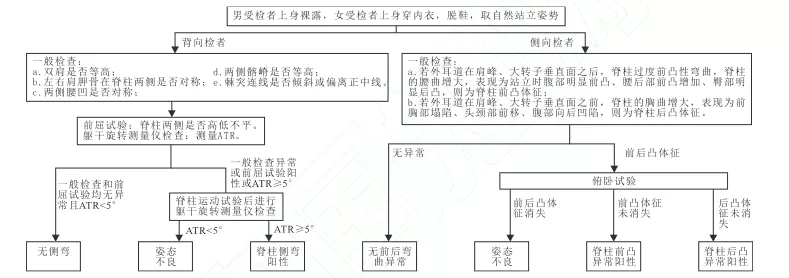 男受检者上身裸露，女受检者上身穿内衣，脱鞋，取自然站立姿势
背向检者
侧向检者
一般检查：
a.双肩是否等高；
d.两侧髂嵴是否等高；
b.左右肩胛骨在脊柱两侧是否对称；
e.棘突连线是否倾斜或偏离正中线。
c.两侧腰凹是否对称；
一般检查：
a.若外耳道在肩峰、大转子垂直面之后，脊柱过度前凸性弯曲，脊柱
的腰曲增大，表现为站立时腹部明显前凸、腰后部前凸增加、臀部明
显后凸，则为脊柱前凸体征；
b.若外耳道在肩峰、大转子垂直面之前，脊柱的胸曲增大，表现为前
胸部塌陷、头颈部前移、腹部向后凹陷，则为脊柱后凸体征。
前屈试验：脊柱两侧是否高低不平。
躯干旋转测量仪检查：测量ATR。
一般检查和前
屈试验均无异
常且ATR<5°
一般检查异常
或前屈试验阳
性或ATR≥5°
脊柱运动试验后进行
躯干旋转测量仪检查
ATR<5°
ATR≥5°
无侧弯
姿态
不良
脊柱侧弯
阳性
无异常
前后凸体征
俯卧试验
前后凸体
征消失
前凸体征
未消失
后凸体
征未消
失
无前后弯
曲异常
姿态
不良
脊柱前凸
异常阳性
脊柱后凸
异常阳性